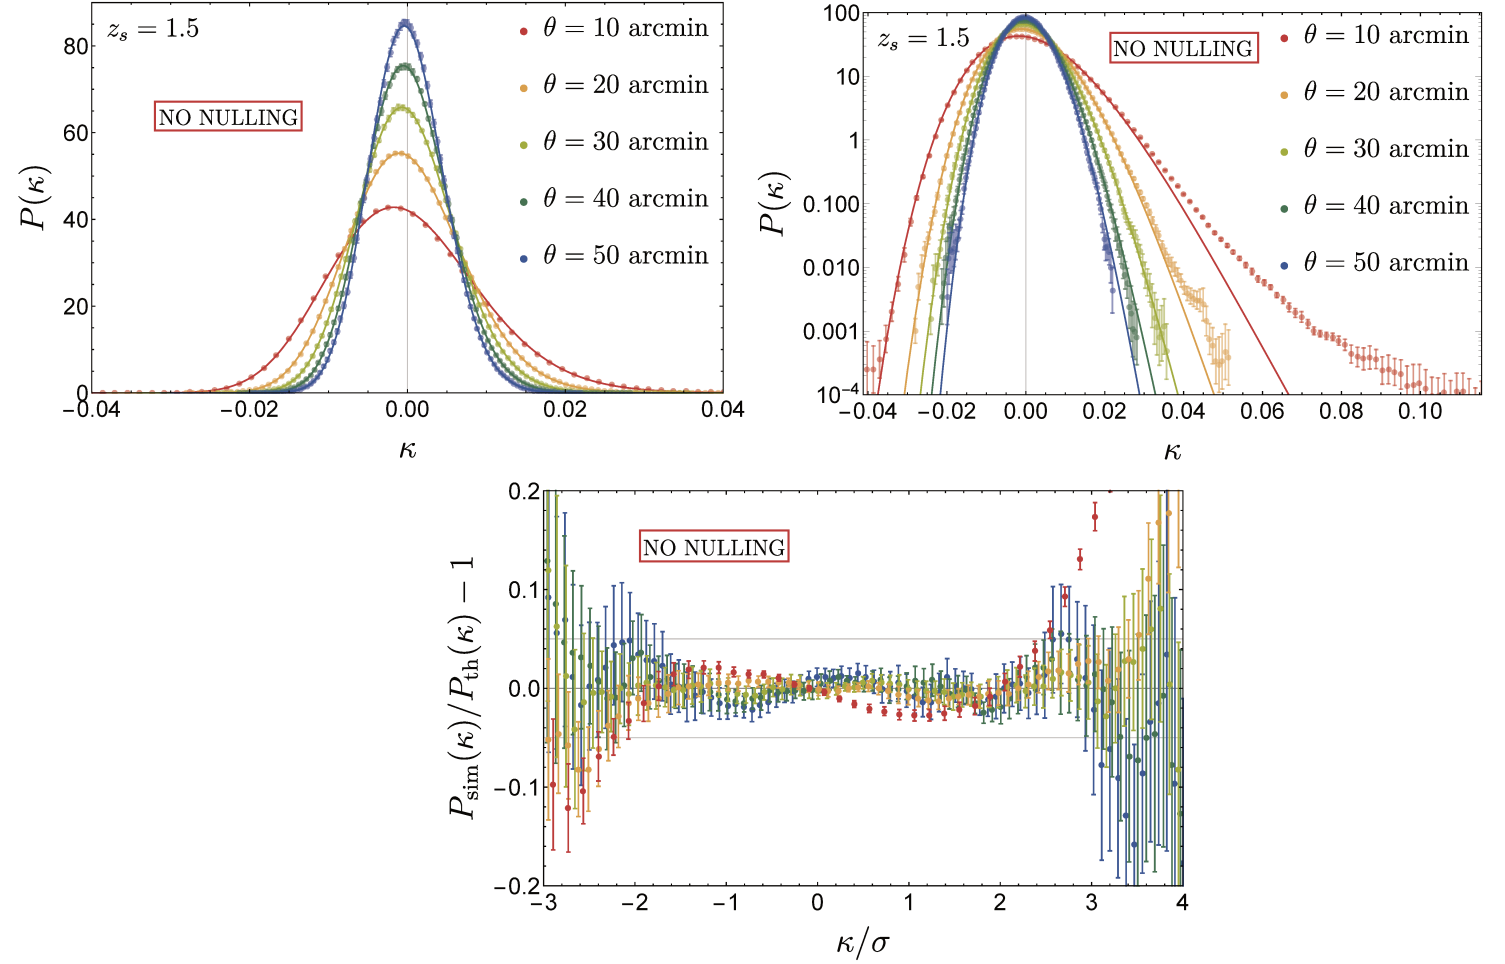 z_s = 1.5
NO NULLING
θ = 10 arcmin
θ = 20 arcmin
θ = 30 arcmin
θ = 40 arcmin
θ = 50 arcmin
P(κ)
80
60
40
20
0
−0.04
−0.02
0.00
0.02
0.04
κ
z_s = 1.5
NO NULLING
θ = 10 arcmin
θ = 20 arcmin
θ = 30 arcmin
θ = 40 arcmin
θ = 50 arcmin
P(κ)
100
10
1
0.100
0.010
0.001
10⁻⁴
−0.04
−0.02
0.00
0.02
0.04
0.06
0.08
0.10
κ
NO NULLING
P_sim(κ)/P_th(κ) − 1
0.2
0.1
0.0
−0.1
−0.2
−3
−2
−1
0
1
2
3
4
κ/σ